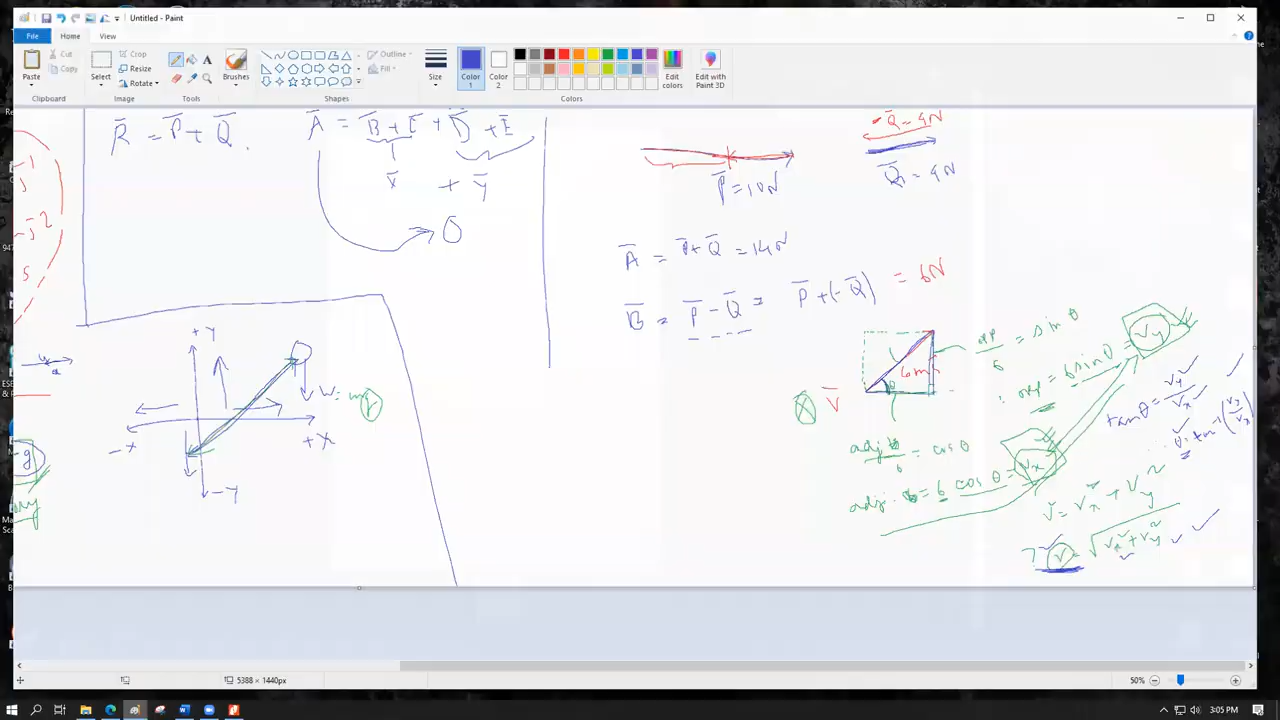 Untitled - Paint
File Home View
Paste
Cut
Copy
Clipboard
Select
Crop
Resize
Rotate
Image
Tools
Brushes
Shapes
Outline
Fill
Size
Color 1
Color 2
Colors
Edit colors
Edit with Paint 3D
R̄ = P̄ + Q̄
X̄ + Ȳ
0
P̄ = 10N
-Q̄ = 4N
Q̄ = 4N
Ā = P̄ + Q̄ = 14N
B̄ = P̄ - Q̄ = P̄ + (-Q̄) = 6N
+Y
-X
+X
-Y
W = mg
6m
θ
V̄
opp/6 = sin θ
∴ opp = 6 sin θ = Vy
adj/6 = cos θ
adj. = 6 cos θ = Vx
tan θ = Vy/Vx
∴ θ = tan⁻¹(Vy/Vx)
V² = Vx² + Vy²
V = √Vx² + Vy²
-g
5388 × 1440px
50%
3:05 PM